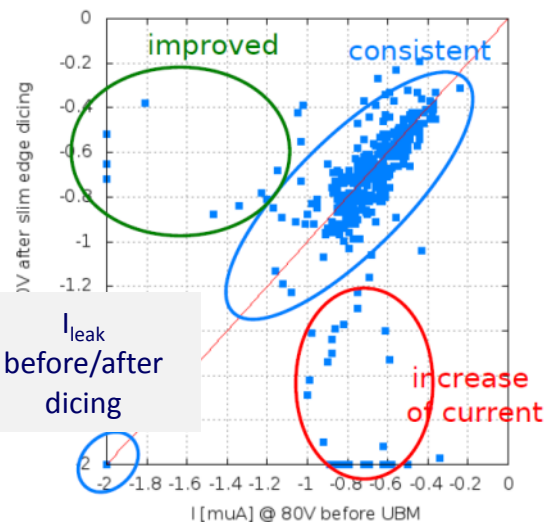 0
improved
consistent
-0.2
-0.4
-0.6
-0.8
-1
-1.2
0V after slim edge dicing
I_leak
before/after
dicing
increase
of current
2
-2 -1.8 -1.6 -1.4 -1.2 -1 -0.8 -0.6 -0.4 -0.2 0
I [muA] @ 80V before UBM